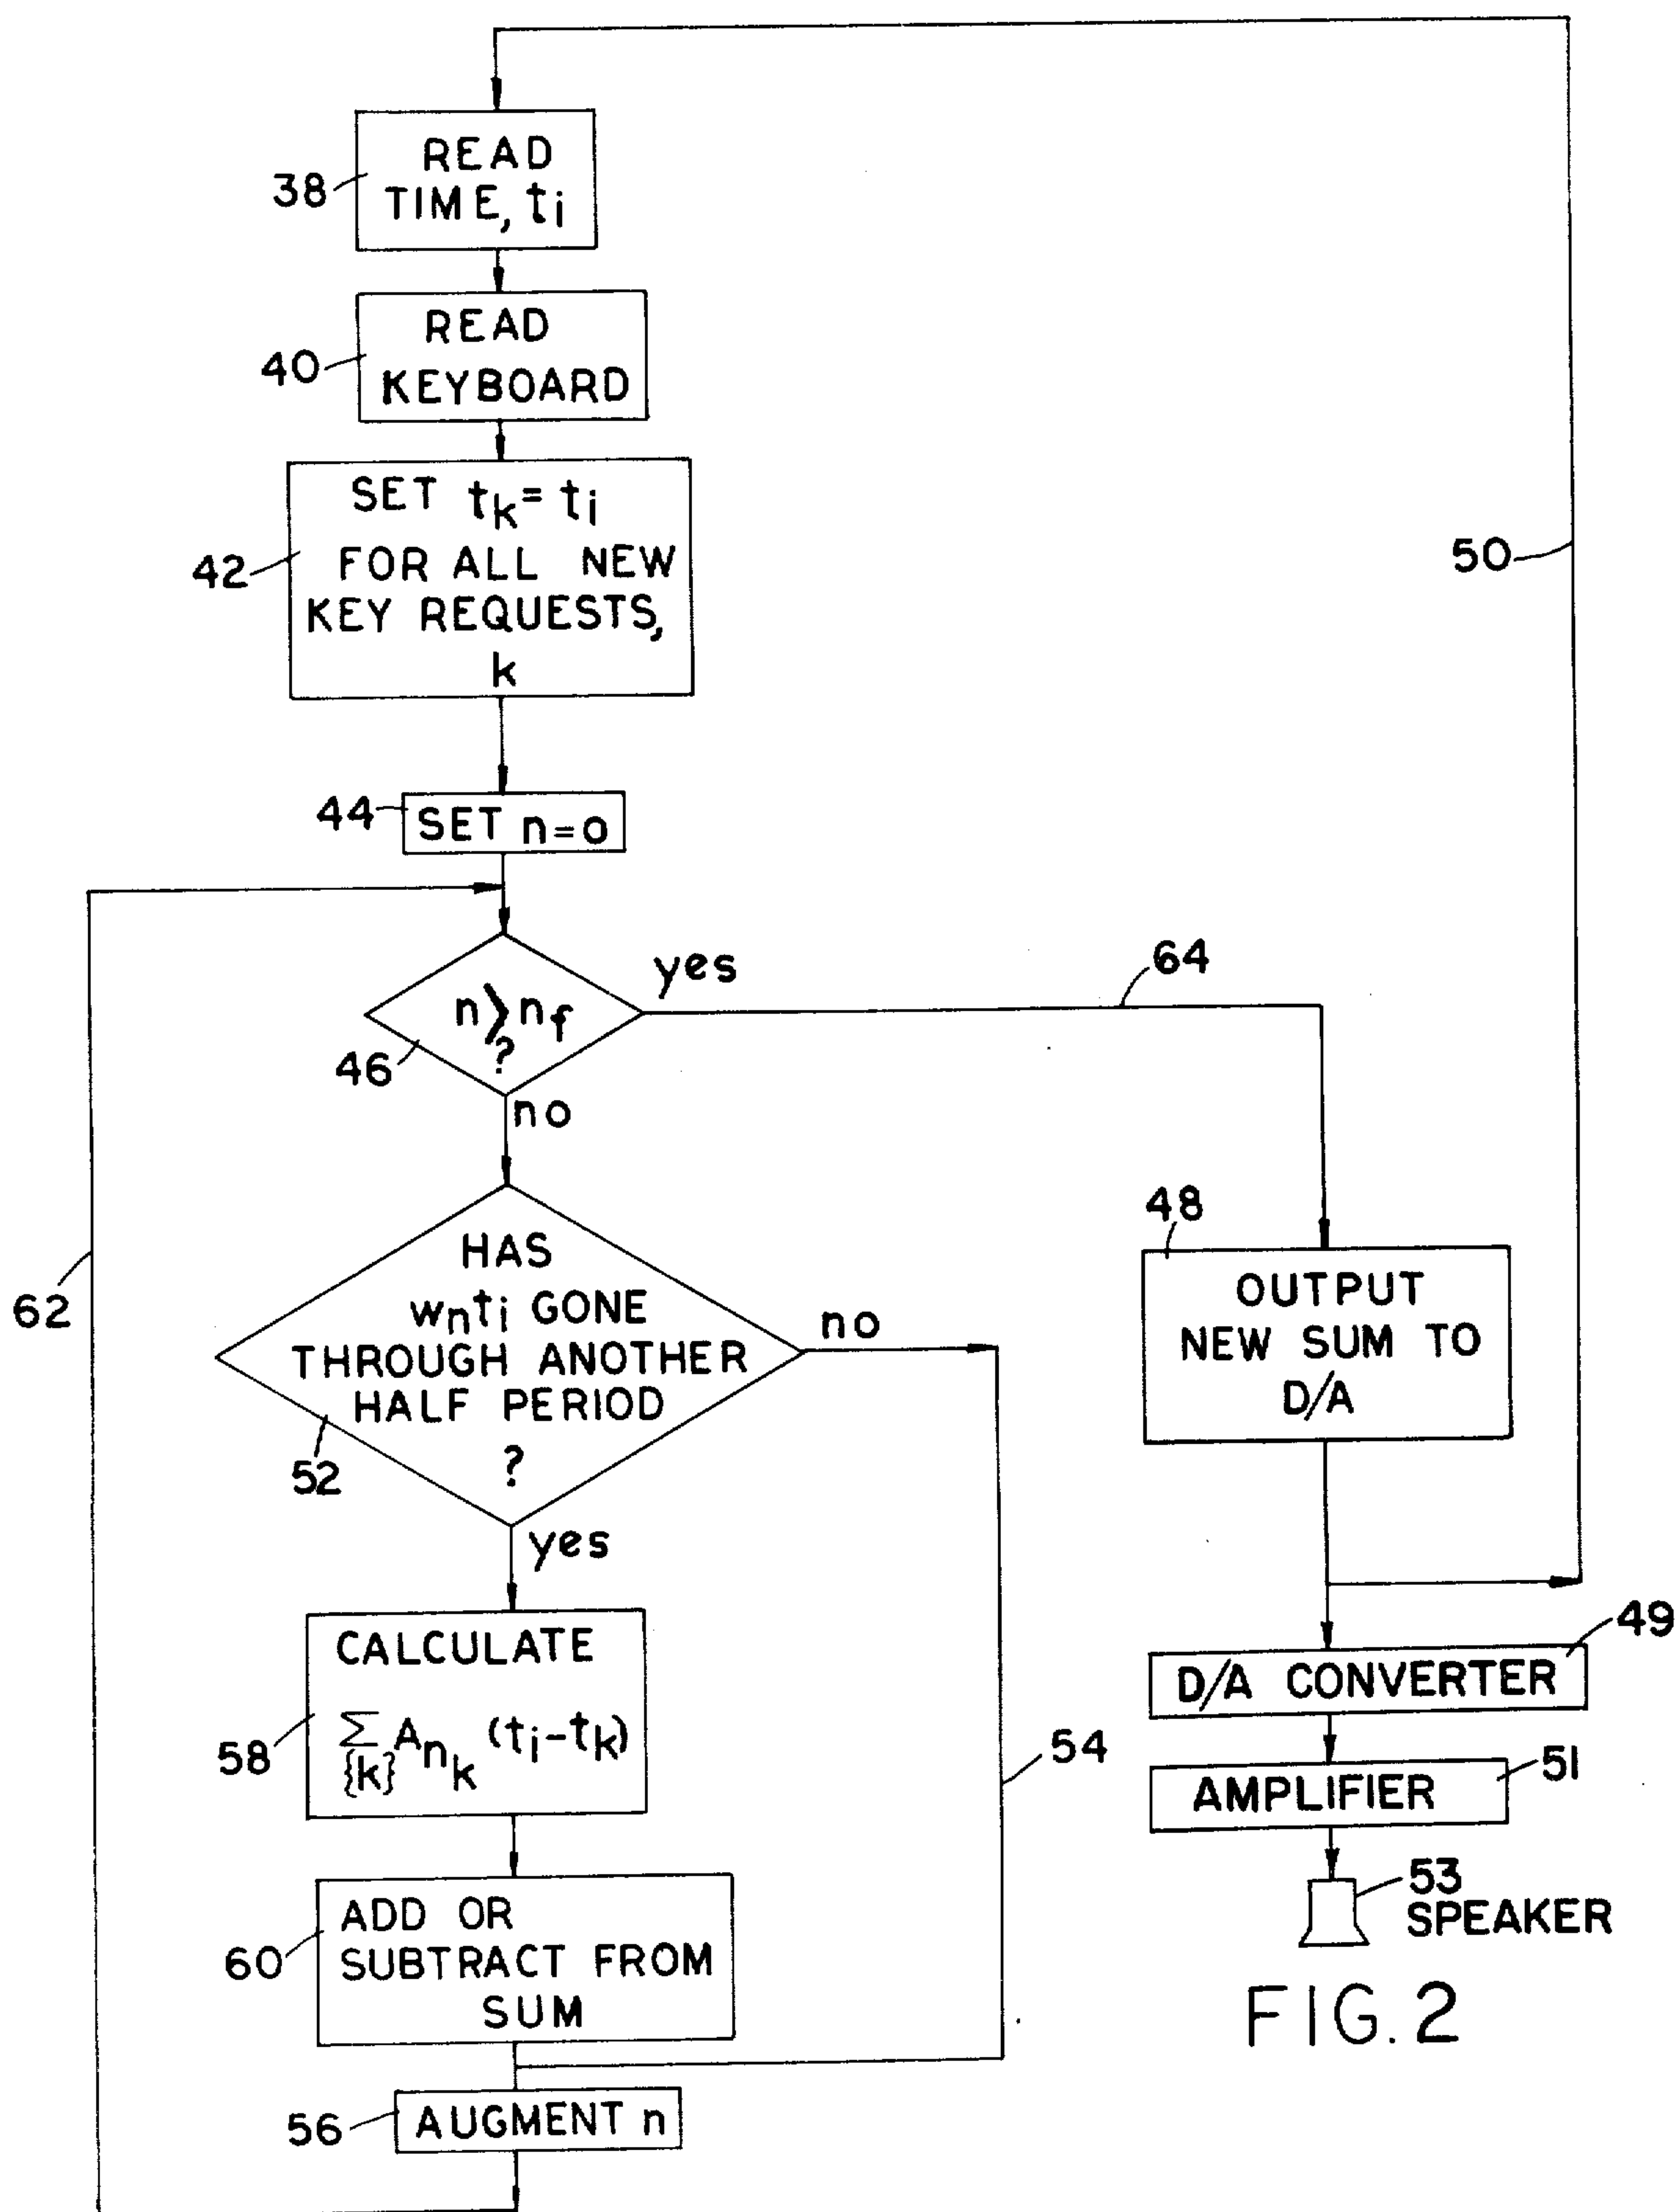 READ
TIME, ti
38
READ
KEYBOARD
40
SET tk = ti
FOR ALL NEW
KEY REQUESTS,
k
42
50
44
SET n=o
yes
64
n > nf
?
46
no
48
HAS
wnti GONE
THROUGH ANOTHER
HALF PERIOD
?
no
62
52
OUTPUT
NEW SUM TO
D/A
yes
49
CALCULATE
∑ Ank (ti-tk)
{k}
58
D/A CONVERTER
54
51
AMPLIFIER
53
SPEAKER
ADD OR
SUBTRACT FROM
SUM
60
FIG. 2
56
AUGMENT n